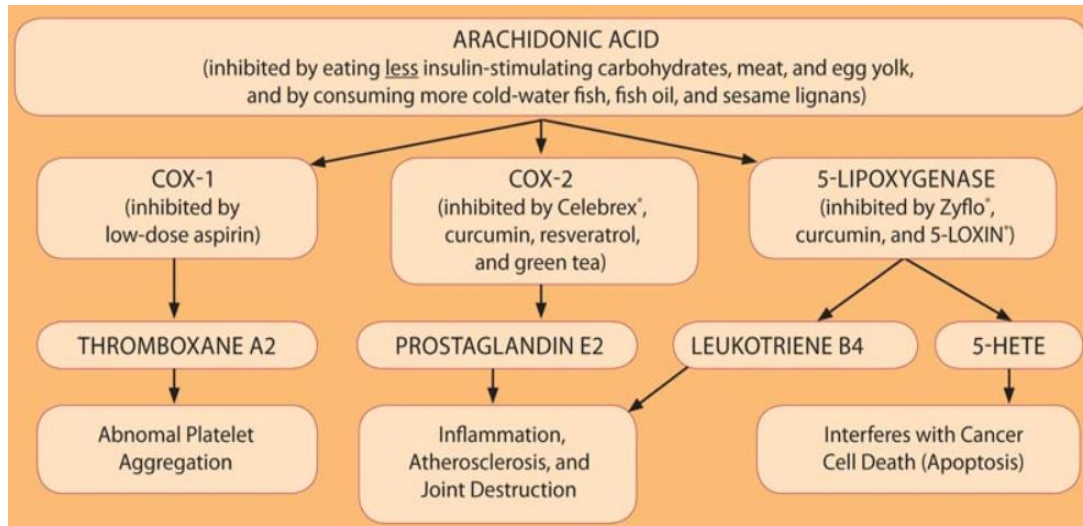 ARACHIDONIC ACID
(inhibited by eating less insulin-stimulating carbohydrates, meat, and egg yolk,
and by consuming more cold-water fish, fish oil, and sesame lignans)
COX-1
(inhibited by
low-dose aspirin)
COX-2
(inhibited by Celebrex®,
curcumin, resveratrol,
and green tea)
5-LIPOXYGENASE
(inhibited by Zyflo®,
curcumin, and 5-LOXIN®)
THROMBOXANE A2
PROSTAGLANDIN E2
LEUKOTRIENE B4
5-HETE
Abnomal Platelet
Aggregation
Inflammation,
Atherosclerosis, and
Joint Destruction
Interferes with Cancer
Cell Death (Apoptosis)